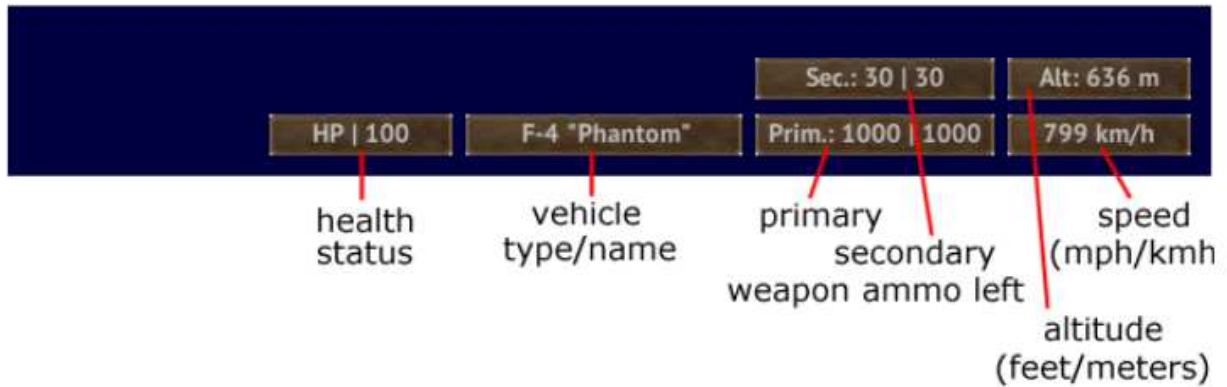 Sec.: 30 | 30
Alt: 636 m
HP | 100
F-4 "Phantom"
Prim.: 1000 | 1000
799 km/h
health
status
vehicle
type/name
primary
secondary
weapon ammo left
speed
(mph/kmh
altitude
(feet/meters)